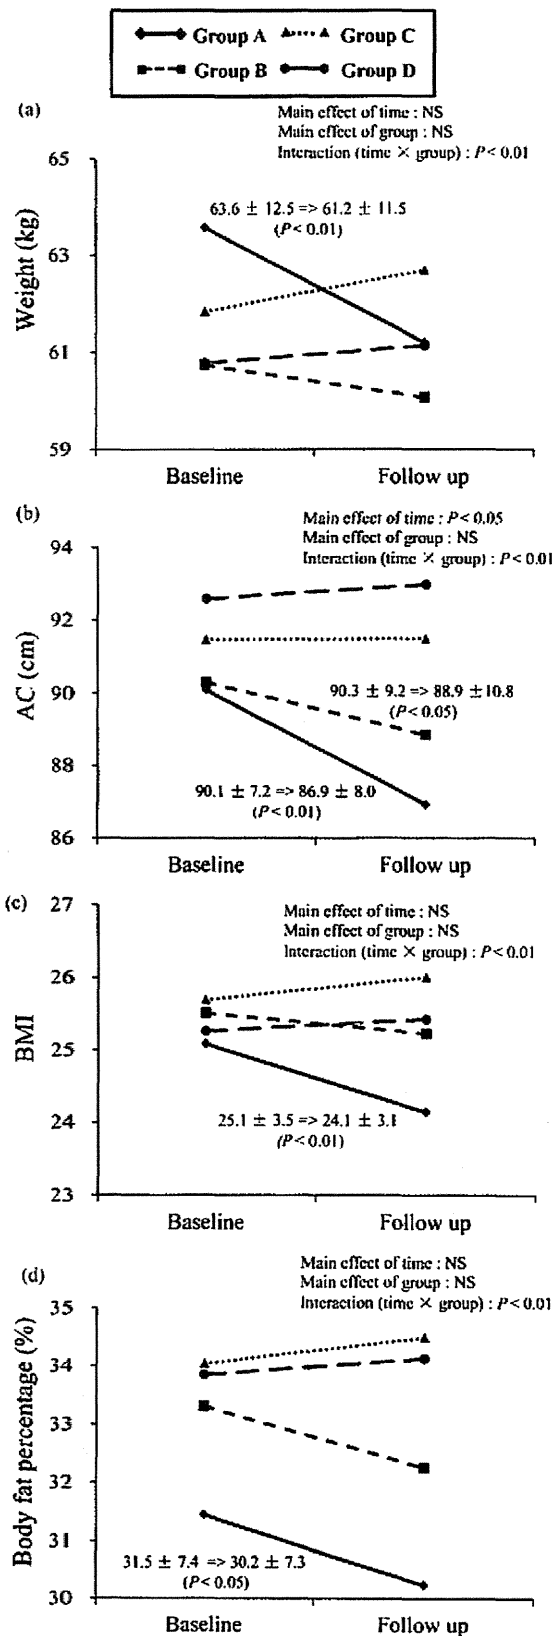 Group A
Group C
Group B
Group D
(a)
Main effect of time : NS
Main effect of group : NS
Interaction (time × group) : P < 0.01
65
63.6 ± 12.5 => 61.2 ± 11.5
(P < 0.01)
63
Weight (kg)
61
59
Baseline
Follow up
(b)
Main effect of time : P < 0.05
Main effect of group : NS
Interaction (time × group) : P < 0.01
94
92
AC (cm)
90
90.3 ± 9.2 => 88.9 ±10.8
(P < 0.05)
88
90.1 ± 7.2 => 86.9 ± 8.0
(P < 0.01)
86
Baseline
Follow up
(c)
27
Main effect of time : NS
Main effect of group : NS
Interaction (time × group) : P < 0.01
26
BMI
25
24
25.1 ± 3.5 => 24.1 ± 3.1
(P < 0.01)
23
Baseline
Follow up
(d)
Main effect of time : NS
Main effect of group : NS
Interaction (time × group) : P < 0.01
35
34
Body fat percentage (%)
33
32
31
31.5 ± 7.4 => 30.2 ± 7.3
(P < 0.05)
30
Baseline
Follow up